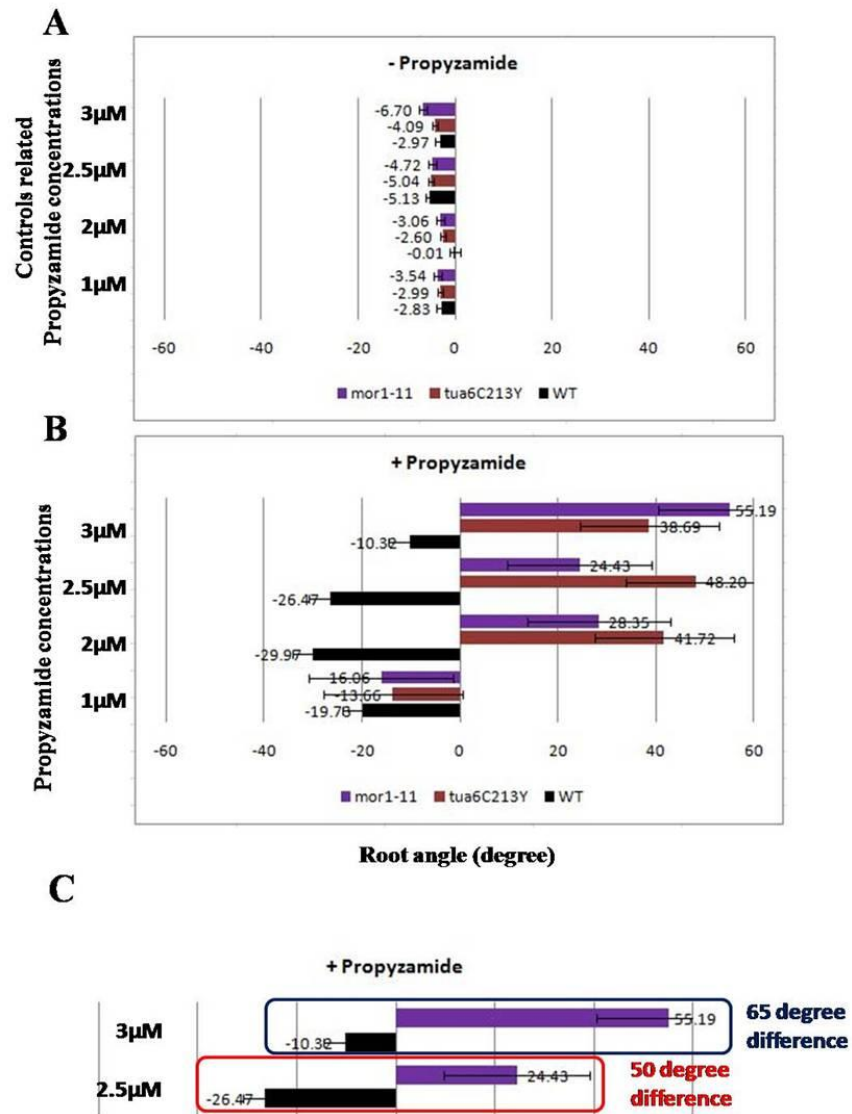 A
- Propyzamide
Controls related
Propyzamide concentrations
3µM
-6.70
-4.09
-2.97
2.5µM
-4.72
-5.04
-5.13
2µM
-3.06
-2.60
-0.01
1µM
-3.54
-2.99
-2.83
-60 -40 -20 0 20 40 60
mor1-11 tua6C213Y WT
B
+ Propyzamide
Propyzamide concentrations
3µM
55.19
38.69
-10.32
2.5µM
24.43
48.20
-26.47
2µM
28.35
41.72
-29.97
1µM
-16.06
-13.66
-19.78
-60 -40 -20 0 20 40 60
mor1-11 tua6C213Y WT
Root angle (degree)
C
+ Propyzamide
3µM
55.19
-10.32
65 degree
difference
2.5µM
24.43
-26.47
50 degree
difference